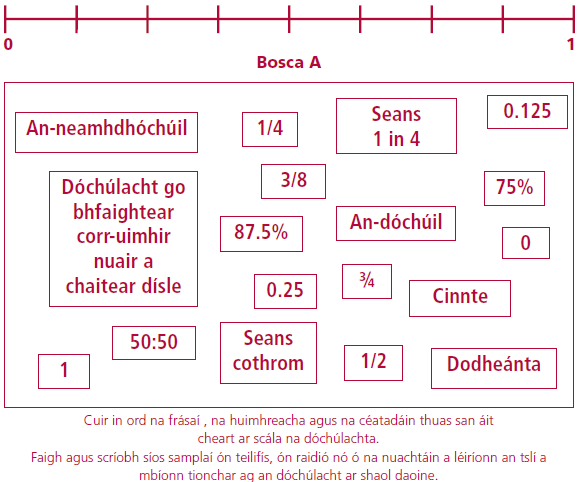 0
1
Bosca A
An-neamhdhóchúil
1/4
Seans
1 in 4
0.125
Dóchúlacht go
bhfaightear
corr-uimhir
nuair a
chaitear dísle
3/8
75%
87.5%
An-dóchúil
0
0.25
¾
Cinnte
50:50
Seans
cothrom
1/2
Dodheánta
1
Cuir in ord na frásaí , na huimhreacha agus na céatadáin thuas san áit
cheart ar scála na dóchúlachta.
Faigh agus scríobh síos samplaí ón teilifís, ón raidió nó ó na nuachtáin a léiríonn an tslí a
mbíonn tionchar ag an dóchúlacht ar shaol daoine.